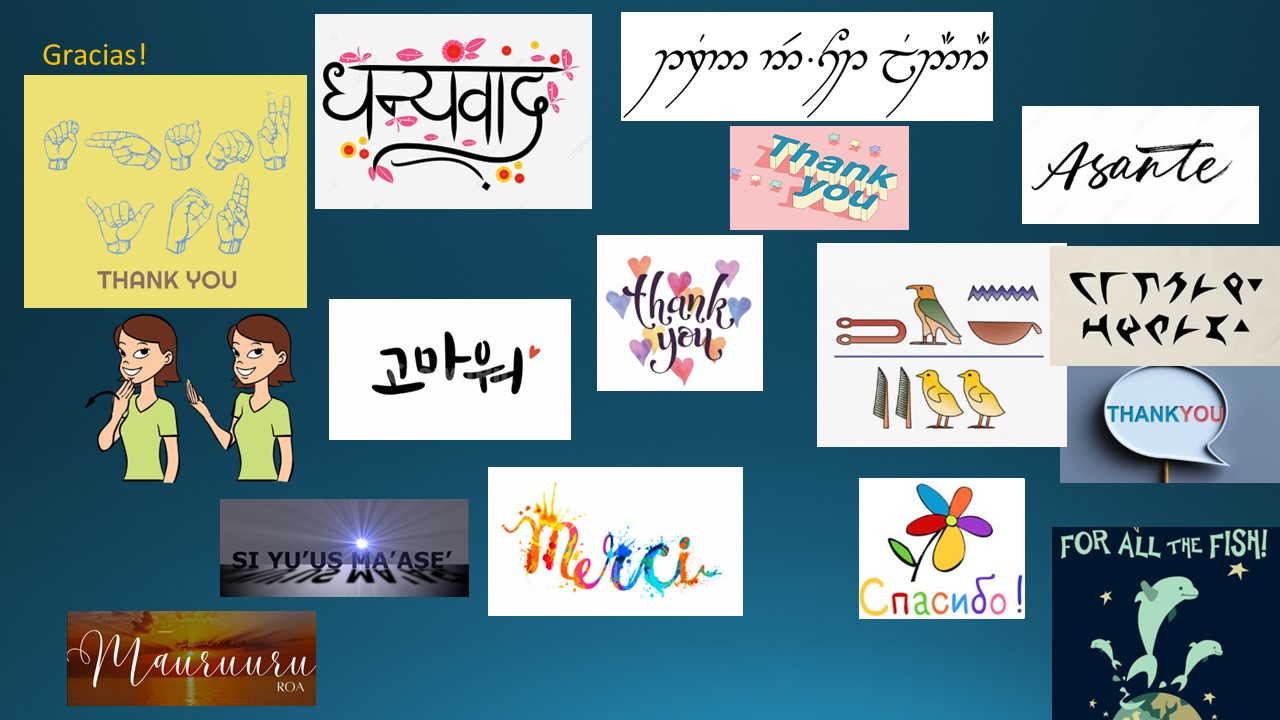 Gracias!
धन्यवाद
Thank
you
Asante
THANK YOU
thank
you
고마워
THANKYOU
SI YU'US MA'ASE'
Merci
Спасибо!
FOR ALL THE FISH!
Māuruuru
ROA